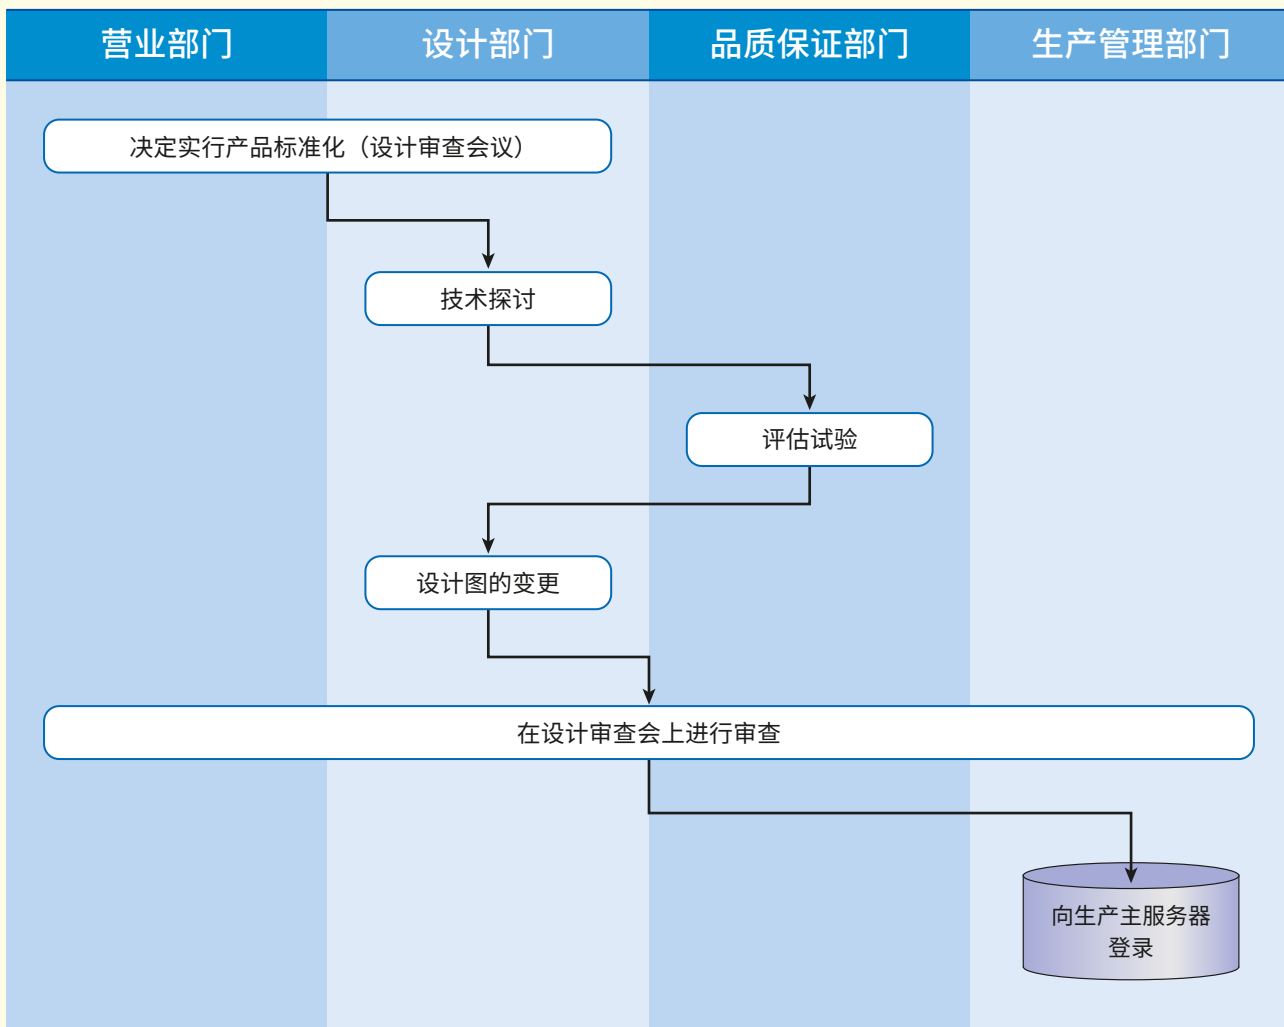 营业部门
设计部门
品质保证部门
生产管理部门
决定实行产品标准化（设计审查会议）
技术探讨
评估试验
设计图的变更
在设计审查会上进行审查
向生产主服务器
登录